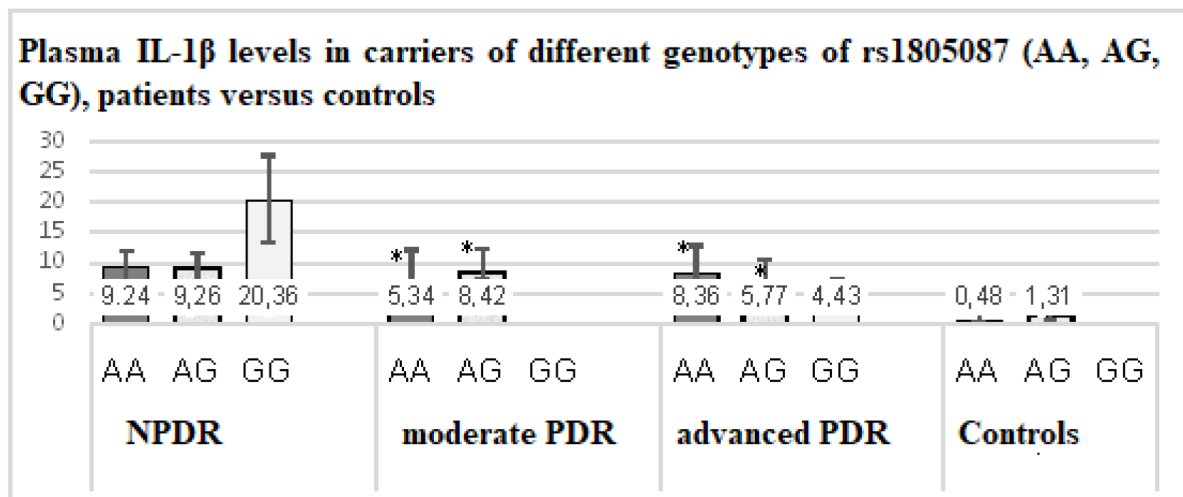 Plasma IL-1β levels in carriers of different genotypes of rs1805087 (AA, AG,
GG), patients versus controls
30
25
20
15
10
5
0
* * * *
9.24 9,26 20,36 5,34 8,42 8,36 5,77 4,43 0,48 1,31
AA AG GG AA AG GG AA AG GG AA AG GG
NPDR moderate PDR advanced PDR Controls